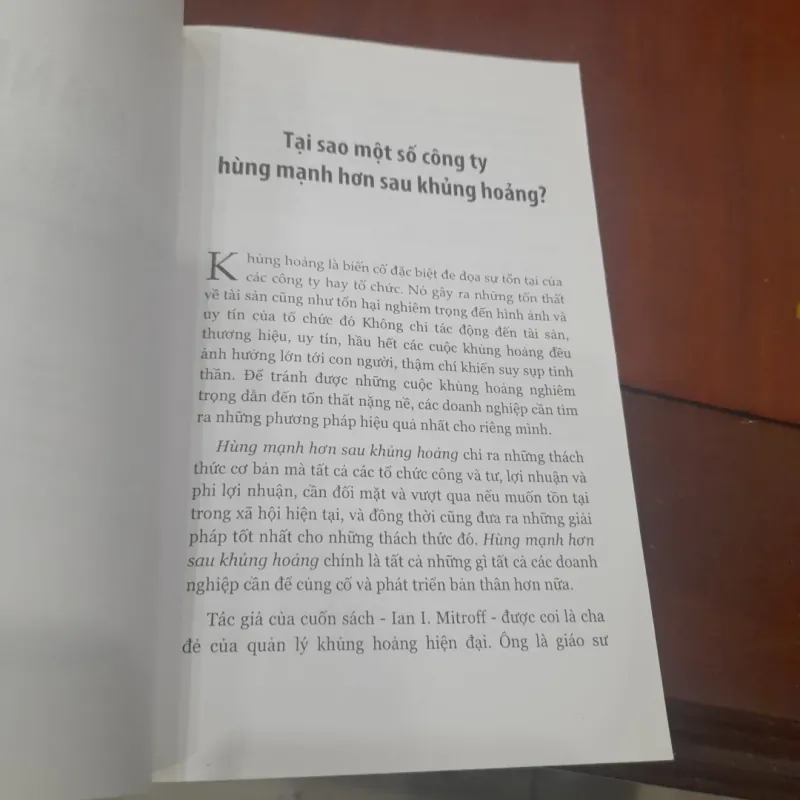 Tại sao một số công ty
hùng mạnh hơn sau khủng hoảng?
Khủng hoảng là biến cố đặc biệt đe dọa sự tồn tại của
các công ty hay tổ chức. Nó gây ra những tổn thất
về tài sản cũng như tổn hại nghiêm trọng đến hình ảnh và
uy tín của tổ chức đó Không chỉ tác động đến tài sản,
thương hiệu, uy tín, hầu hết các cuộc khủng hoảng đều
ảnh hưởng lớn tới con người, thậm chí khiến suy sụp tinh
thần. Để tránh được những cuộc khủng hoảng nghiêm
trọng dẫn đến tổn thất nặng nề, các doanh nghiệp cần tìm
ra những phương pháp hiệu quả nhất cho riêng mình.
Hùng mạnh hơn sau khủng hoảng chỉ ra những thách
thức cơ bản mà tất cả các tổ chức công và tư, lợi nhuận và
phi lợi nhuận, cần đối mặt và vượt qua nếu muốn tồn tại
trong xã hội hiện tại, và đồng thời cũng đưa ra những giải
pháp tốt nhất cho những thách thức đó. Hùng mạnh hơn
sau khủng hoảng chính là tất cả những gì tất cả các doanh
nghiệp cần để củng cố và phát triển bản thân hơn nữa.
Tác giả của cuốn sách - Ian I. Mitroff - được coi là cha
đẻ của quản lý khủng hoảng hiện đại. Ông là giáo sư